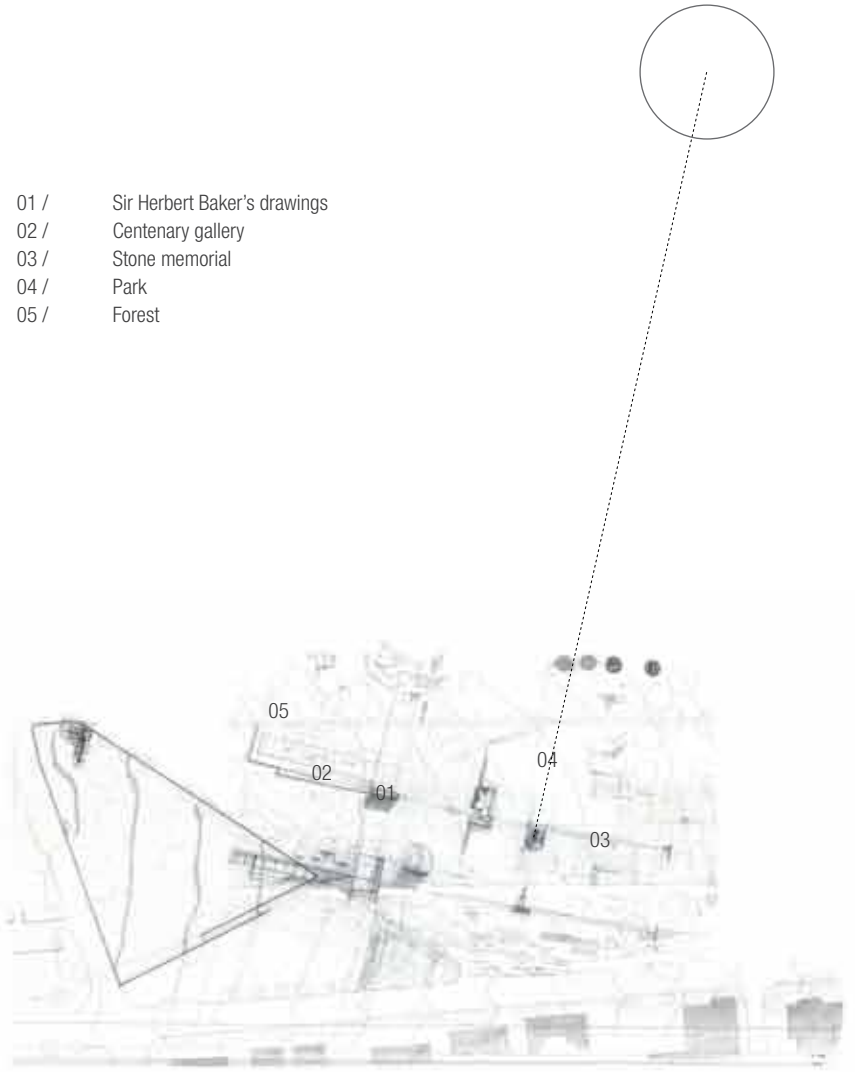 01 / Sir Herbert Baker’s drawings
02 / Centenary gallery
03 / Stone memorial
04 / Park
05 / Forest
05
04
02
01
03